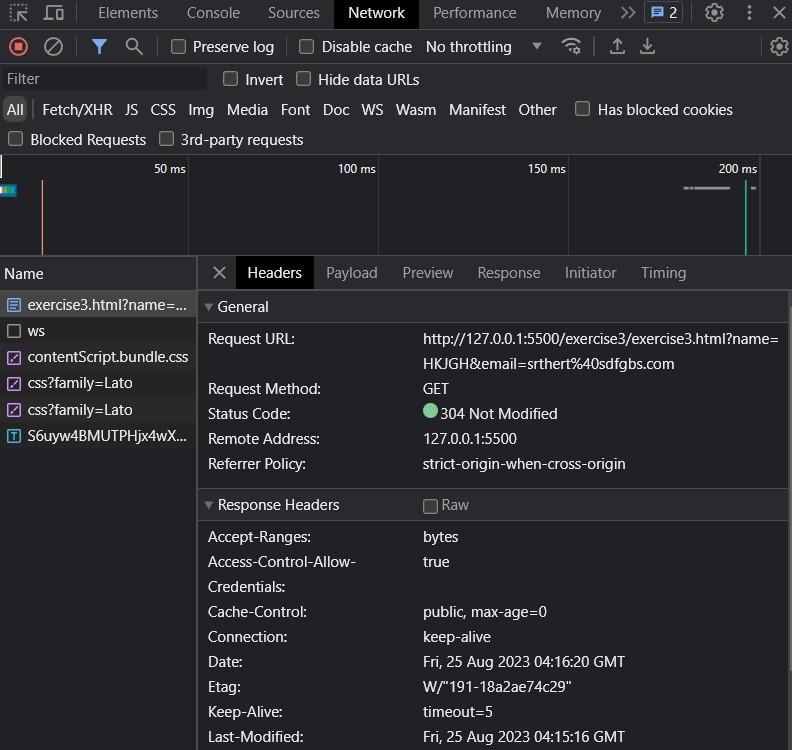 Elements Console Sources Network Performance Memory 2
Preserve log Disable cache No throttling
Filter Invert Hide data URLs
All Fetch/XHR JS CSS Img Media Font Doc WS Wasm Manifest Other Has blocked cookies
Blocked Requests 3rd-party requests
50 ms 100 ms 150 ms 200 ms
Name
exercise3.html?name=...
ws
contentScript.bundle.css
css?family=Lato
css?family=Lato
S6uyw4BMUTPHjx4wX...
Headers Payload Preview Response Initiator Timing
General
Request URL: http://127.0.0.1:5500/exercise3/exercise3.html?name=
HKJGH&email=srthert%40sdfgbs.com
Request Method: GET
Status Code: 304 Not Modified
Remote Address: 127.0.0.1:5500
Referrer Policy: strict-origin-when-cross-origin
Response Headers Raw
Accept-Ranges: bytes
Access-Control-Allow- true
Credentials:
Cache-Control: public, max-age=0
Connection: keep-alive
Date: Fri, 25 Aug 2023 04:16:20 GMT
Etag: W/"191-18a2ae74c29"
Keep-Alive: timeout=5
Last-Modified: Fri, 25 Aug 2023 04:15:16 GMT